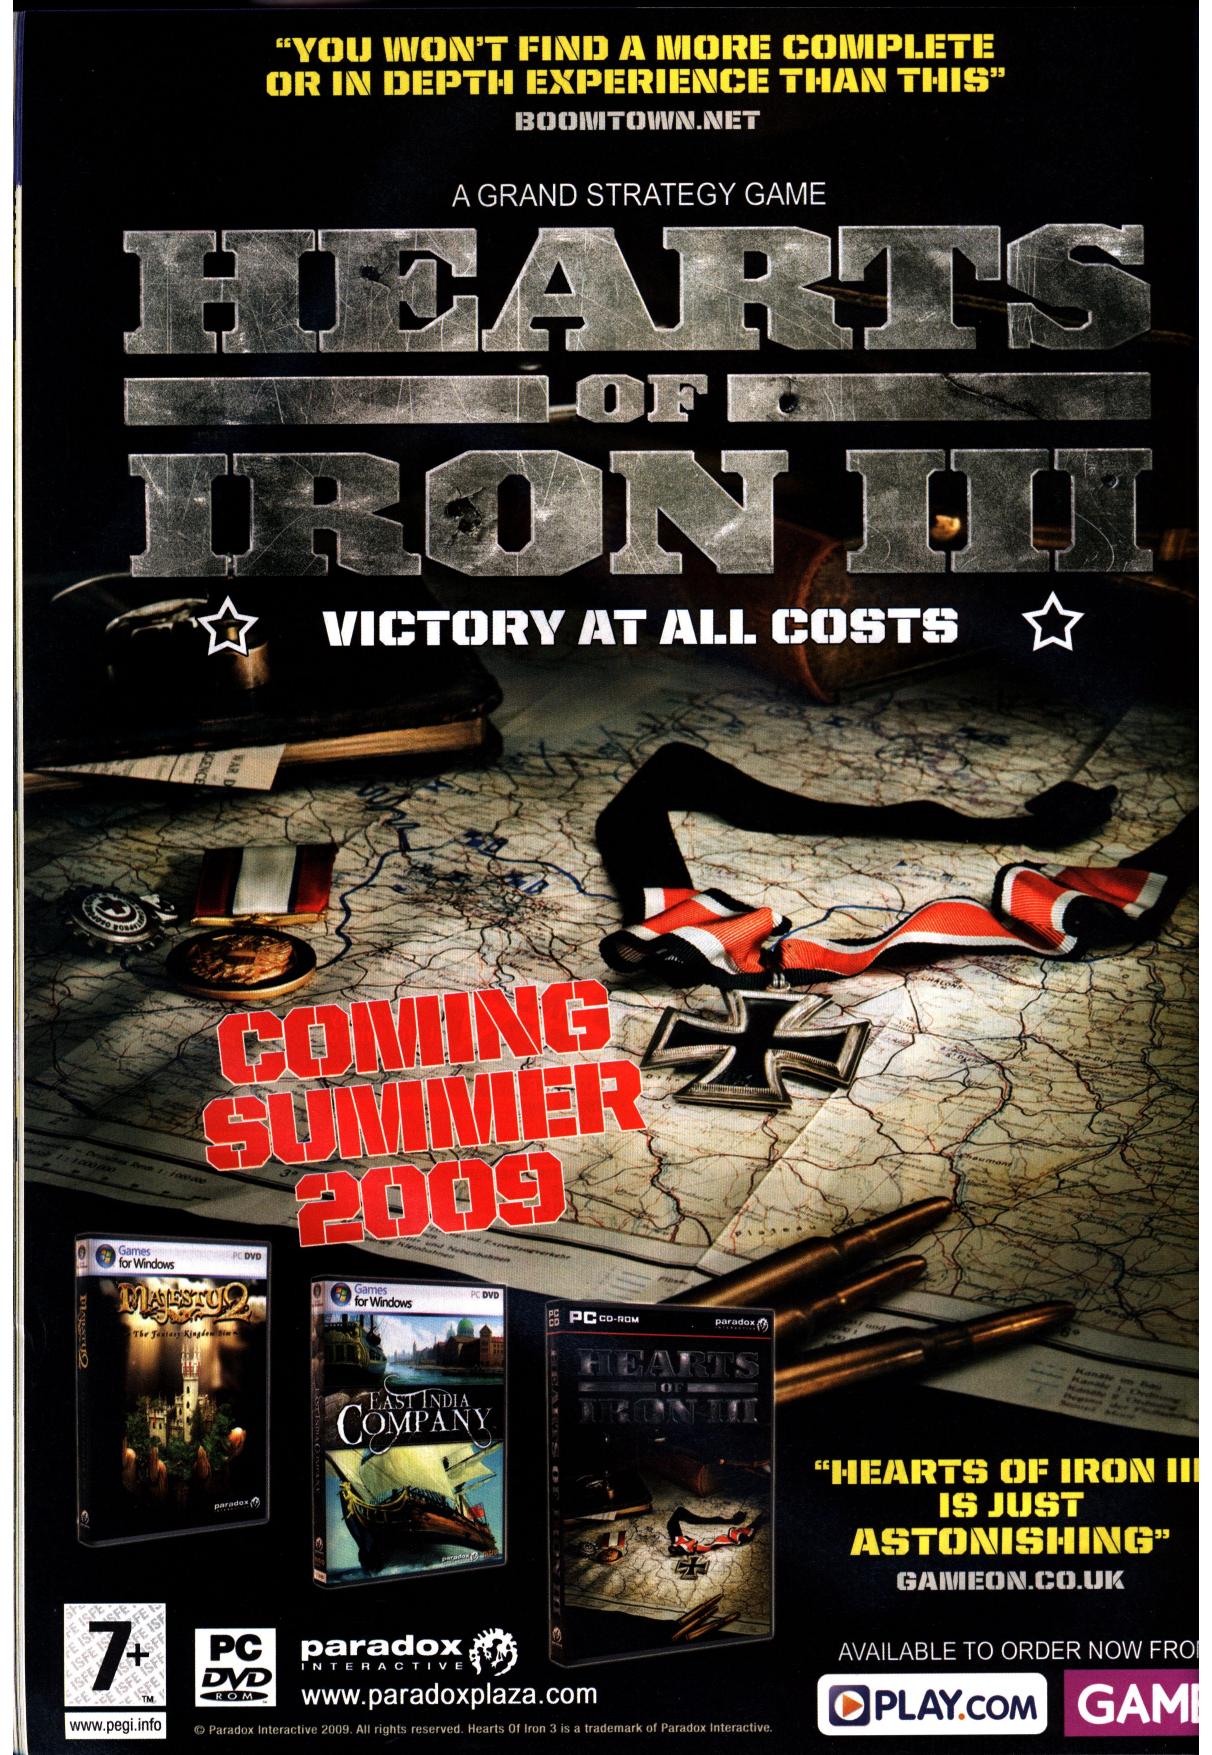 “YOU WON’T FIND A MORE COMPLETE
OR IN DEPTH EXPERIENCE THAN THIS”
BOOMTOWN.NET
A GRAND STRATEGY GAME
HEARTS
OF
IRON III
VICTORY AT ALL COSTS
COMING
SUMMER
2009
Games
for Windows
PC DVD
MAJESTY 2
The Fantasy Kingdom Sim
paradox
Games
for Windows
PC DVD
EAST INDIA
COMPANY
paradox
PC CD-ROM
paradox
HEARTS
OF
IRON III
“HEARTS OF IRON III
IS JUST
ASTONISHING”
GAMEON.CO.UK
7+
TM
www.pegi.info
PC
DVD
ROM
paradox
INTERACTIVE
www.paradoxplaza.com
© Paradox Interactive 2009. All rights reserved. Hearts Of Iron 3 is a trademark of Paradox Interactive.
AVAILABLE TO ORDER NOW FRO
PLAY.COM
GAME